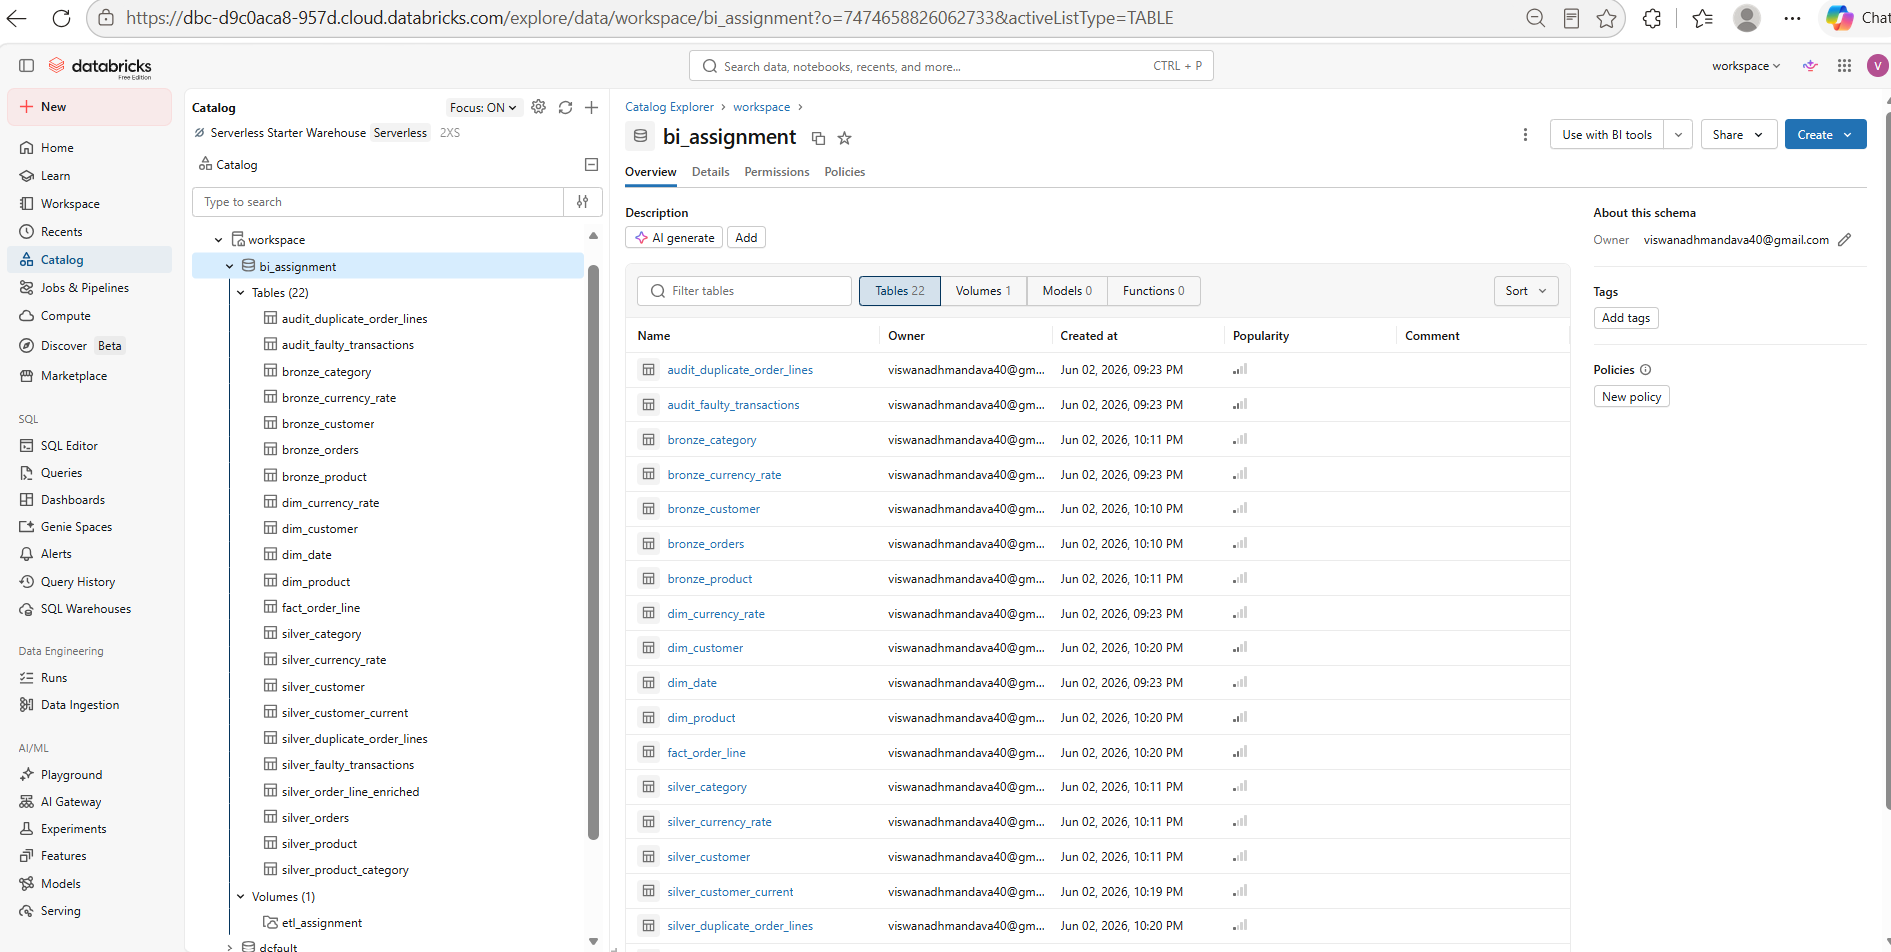 https://dbc-d9c0aca8-957d.cloud.databricks.com/explore/data/workspace/bi_assignment?o=7474658826062733&activeListType=TABLE
Chat
databricks
Free Edition
Search data, notebooks, recents, and more...
CTRL + P
workspace
V
New
Home
Learn
Workspace
Recents
Catalog
Jobs & Pipelines
Compute
Discover Beta
Marketplace
SQL
SQL Editor
Queries
Dashboards
Genie Spaces
Alerts
Query History
SQL Warehouses
Data Engineering
Runs
Data Ingestion
AI/ML
Playground
AI Gateway
Experiments
Features
Models
Serving
Catalog
Focus: ON
Serverless Starter Warehouse Serverless 2XS
Catalog
Type to search
workspace
bi_assignment
Tables (22)
audit_duplicate_order_lines
audit_faulty_transactions
bronze_category
bronze_currency_rate
bronze_customer
bronze_orders
bronze_product
dim_currency_rate
dim_customer
dim_date
dim_product
fact_order_line
silver_category
silver_currency_rate
silver_customer
silver_customer_current
silver_duplicate_order_lines
silver_faulty_transactions
silver_order_line_enriched
silver_orders
silver_product
silver_product_category
Volumes (1)
etl_assignment
default
Catalog Explorer > workspace >
bi_assignment
Use with BI tools
Share
Create
Overview Details Permissions Policies
Description
AI generate Add
Filter tables
Tables 22 Volumes 1 Models 0 Functions 0
Sort
Name Owner Created at Popularity Comment
audit_duplicate_order_lines viswanadhmandava40@gm... Jun 02, 2026, 09:23 PM
audit_faulty_transactions viswanadhmandava40@gm... Jun 02, 2026, 09:23 PM
bronze_category viswanadhmandava40@gm... Jun 02, 2026, 10:11 PM
bronze_currency_rate viswanadhmandava40@gm... Jun 02, 2026, 09:23 PM
bronze_customer viswanadhmandava40@gm... Jun 02, 2026, 10:10 PM
bronze_orders viswanadhmandava40@gm... Jun 02, 2026, 10:10 PM
bronze_product viswanadhmandava40@gm... Jun 02, 2026, 10:11 PM
dim_currency_rate viswanadhmandava40@gm... Jun 02, 2026, 09:23 PM
dim_customer viswanadhmandava40@gm... Jun 02, 2026, 10:20 PM
dim_date viswanadhmandava40@gm... Jun 02, 2026, 09:23 PM
dim_product viswanadhmandava40@gm... Jun 02, 2026, 10:20 PM
fact_order_line viswanadhmandava40@gm... Jun 02, 2026, 10:20 PM
silver_category viswanadhmandava40@gm... Jun 02, 2026, 10:11 PM
silver_currency_rate viswanadhmandava40@gm... Jun 02, 2026, 10:11 PM
silver_customer viswanadhmandava40@gm... Jun 02, 2026, 10:11 PM
silver_customer_current viswanadhmandava40@gm... Jun 02, 2026, 10:19 PM
silver_duplicate_order_lines viswanadhmandava40@gm... Jun 02, 2026, 10:20 PM
About this schema
Owner viswanadhmandava40@gmail.com
Tags
Add tags
Policies
New policy